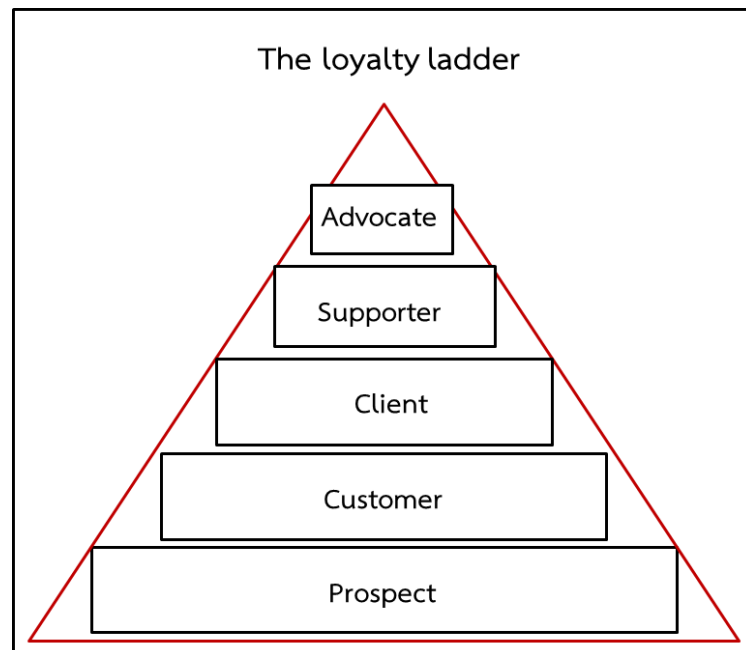 The loyalty ladder
Advocate
Supporter
Client
Customer
Prospect